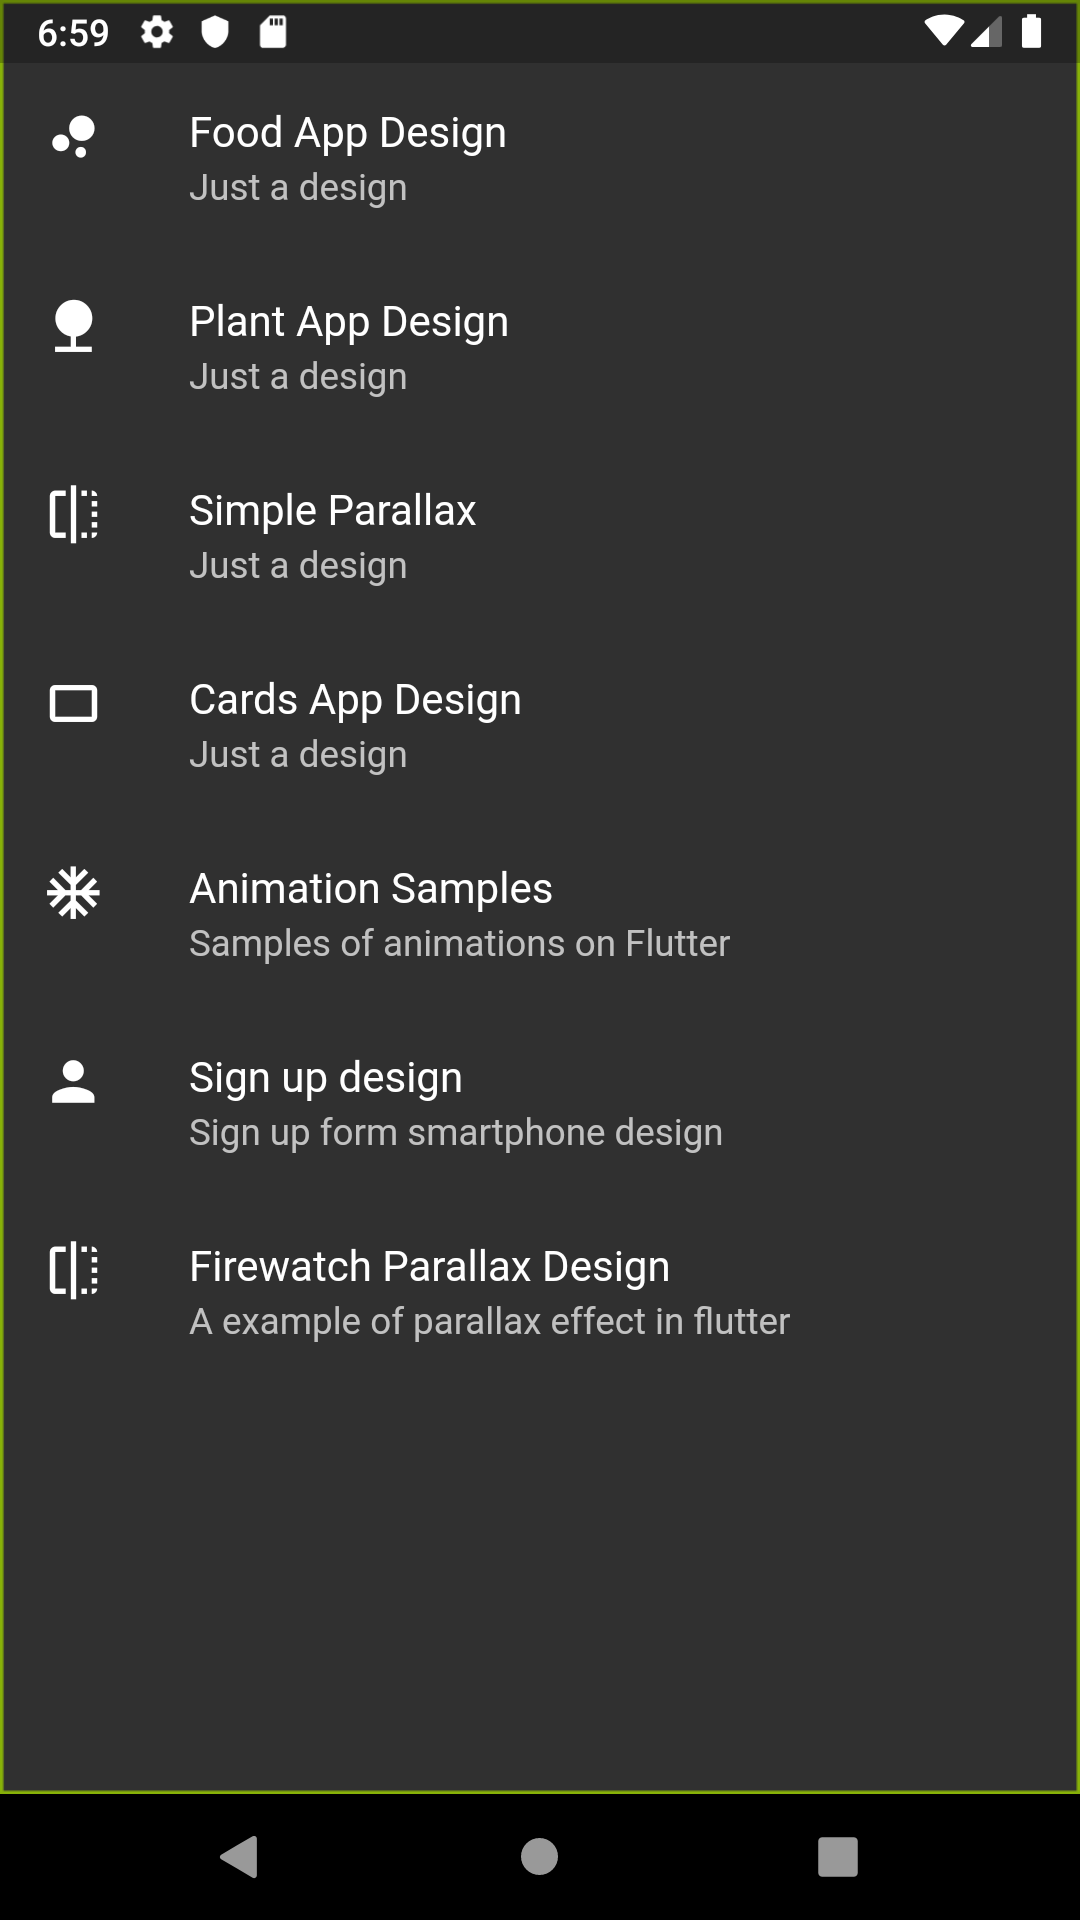 6:59
Food App Design
Just a design
Plant App Design
Just a design
Simple Parallax
Just a design
Cards App Design
Just a design
Animation Samples
Samples of animations on Flutter
Sign up design
Sign up form smartphone design
Firewatch Parallax Design
A example of parallax effect in flutter